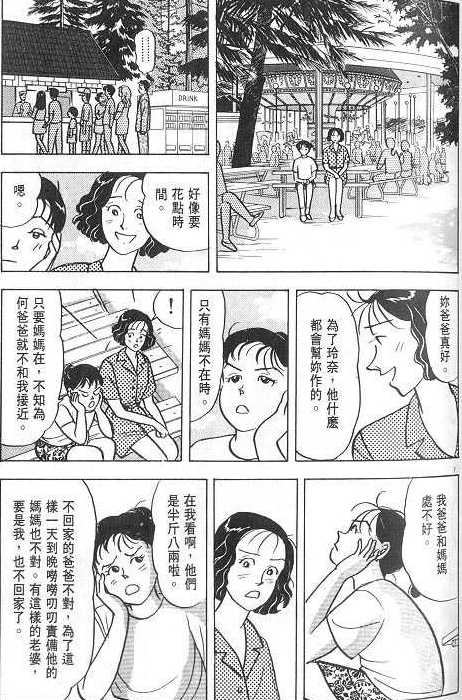 ………
DRINK
好像要
花點時
間。
嗯。
妳爸爸真好。
為了玲奈，他什麼
都會幫妳作的。
只有媽媽不在時。
！
只要媽媽在，不知為
何爸爸就不和我接近。
7
我爸爸和媽媽
處不好。
在我看啊，他們
是半斤八兩啦。
不回家的爸爸不對，為了這
樣一天到晚嘮嘮叨叨責備他的
媽媽也不對。有這樣的老婆，
要是我，也不回家了。